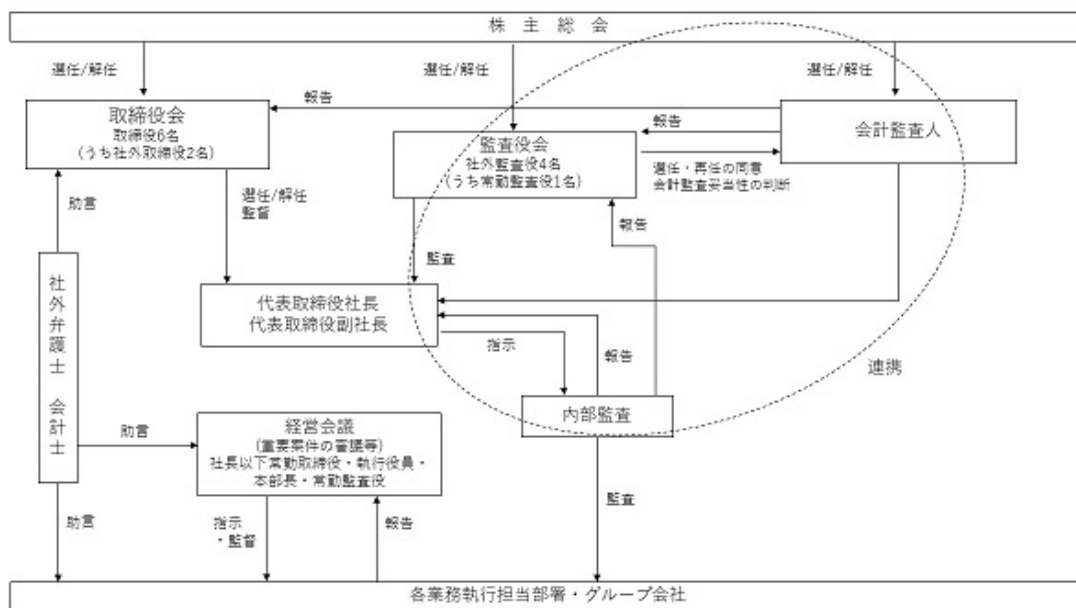 株 主 総 会
選任/解任
選任/解任
選任/解任
報告
取締役会
取締役6名
(うち社外取締役2名)
監査役会
社外監査役4名
(うち常勤監査役1名)
報告
会計監査人
選任・再任の同意
会計監査妥当性の判断
助言
選任/解任
監督
報告
監査
社外弁護士 会計士
代表取締役社長
代表取締役副社長
指示
報告
連携
内部監査
助言
経営会議
(重要案件の審議等)
社長以下常勤取締役・執行役員・
本部長・常勤監査役
監査
助言
指示
・監督
報告
各業務執行担当部署・グループ会社